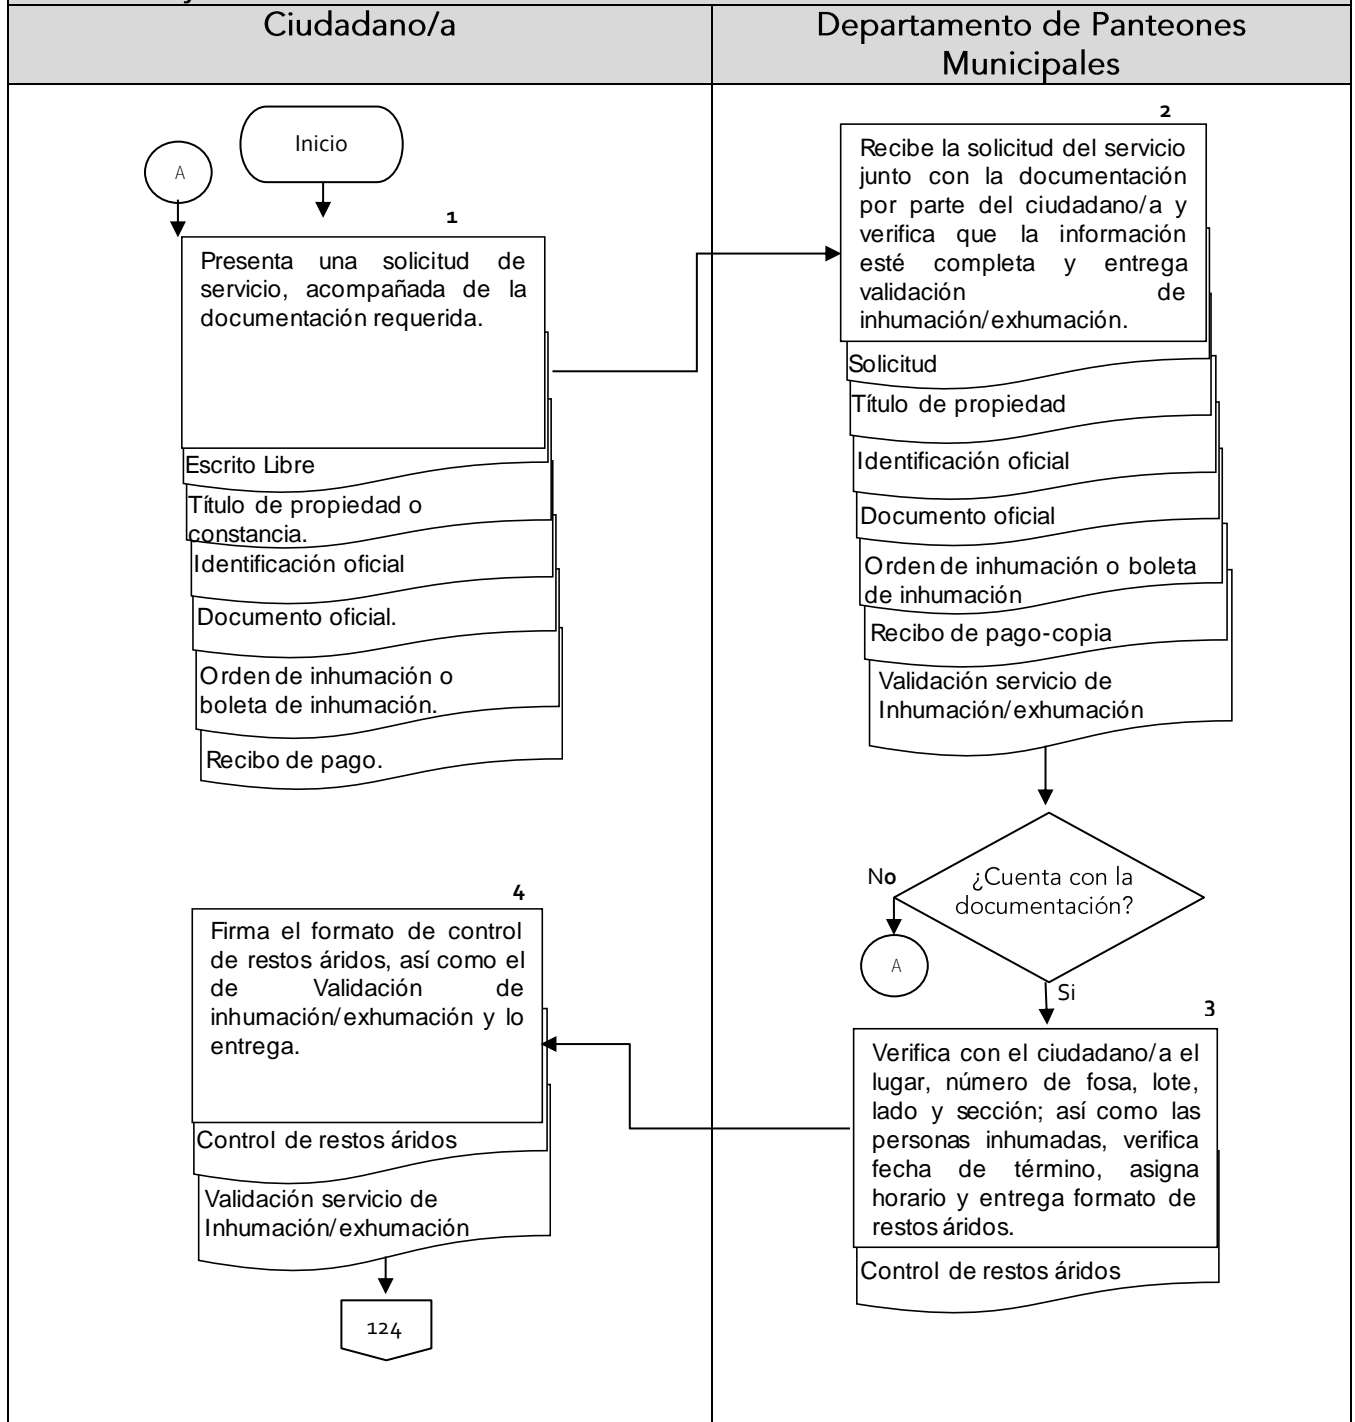 Ciudadano/a
Departamento de Panteones
Municipales
Inicio
A
1
Presenta una solicitud de
servicio, acompañada de la
documentación requerida.
Escrito Libre
Título de propiedad o
constancia.
Identificación oficial
Documento oficial.
Orden de inhumación o
boleta de inhumación.
Recibo de pago.
2
Recibe la solicitud del servicio
junto con la documentación
por parte del ciudadano/a y
verifica que la información
esté completa y entrega
validación de
inhumación/exhumación.
Solicitud
Título de propiedad
Identificación oficial
Documento oficial
Orden de inhumación o boleta
de inhumación
Recibo de pago-copia
Validación servicio de
Inhumación/exhumación
¿Cuenta con la
documentación?
No
A
Si
3
Verifica con el ciudadano/a el
lugar, número de fosa, lote,
lado y sección; así como las
personas inhumadas, verifica
fecha de término, asigna
horario y entrega formato de
restos áridos.
Control de restos áridos
4
Firma el formato de control
de restos áridos, así como el
de Validación de
inhumación/exhumación y lo
entrega.
Control de restos áridos
Validación servicio de
Inhumación/exhumación
124